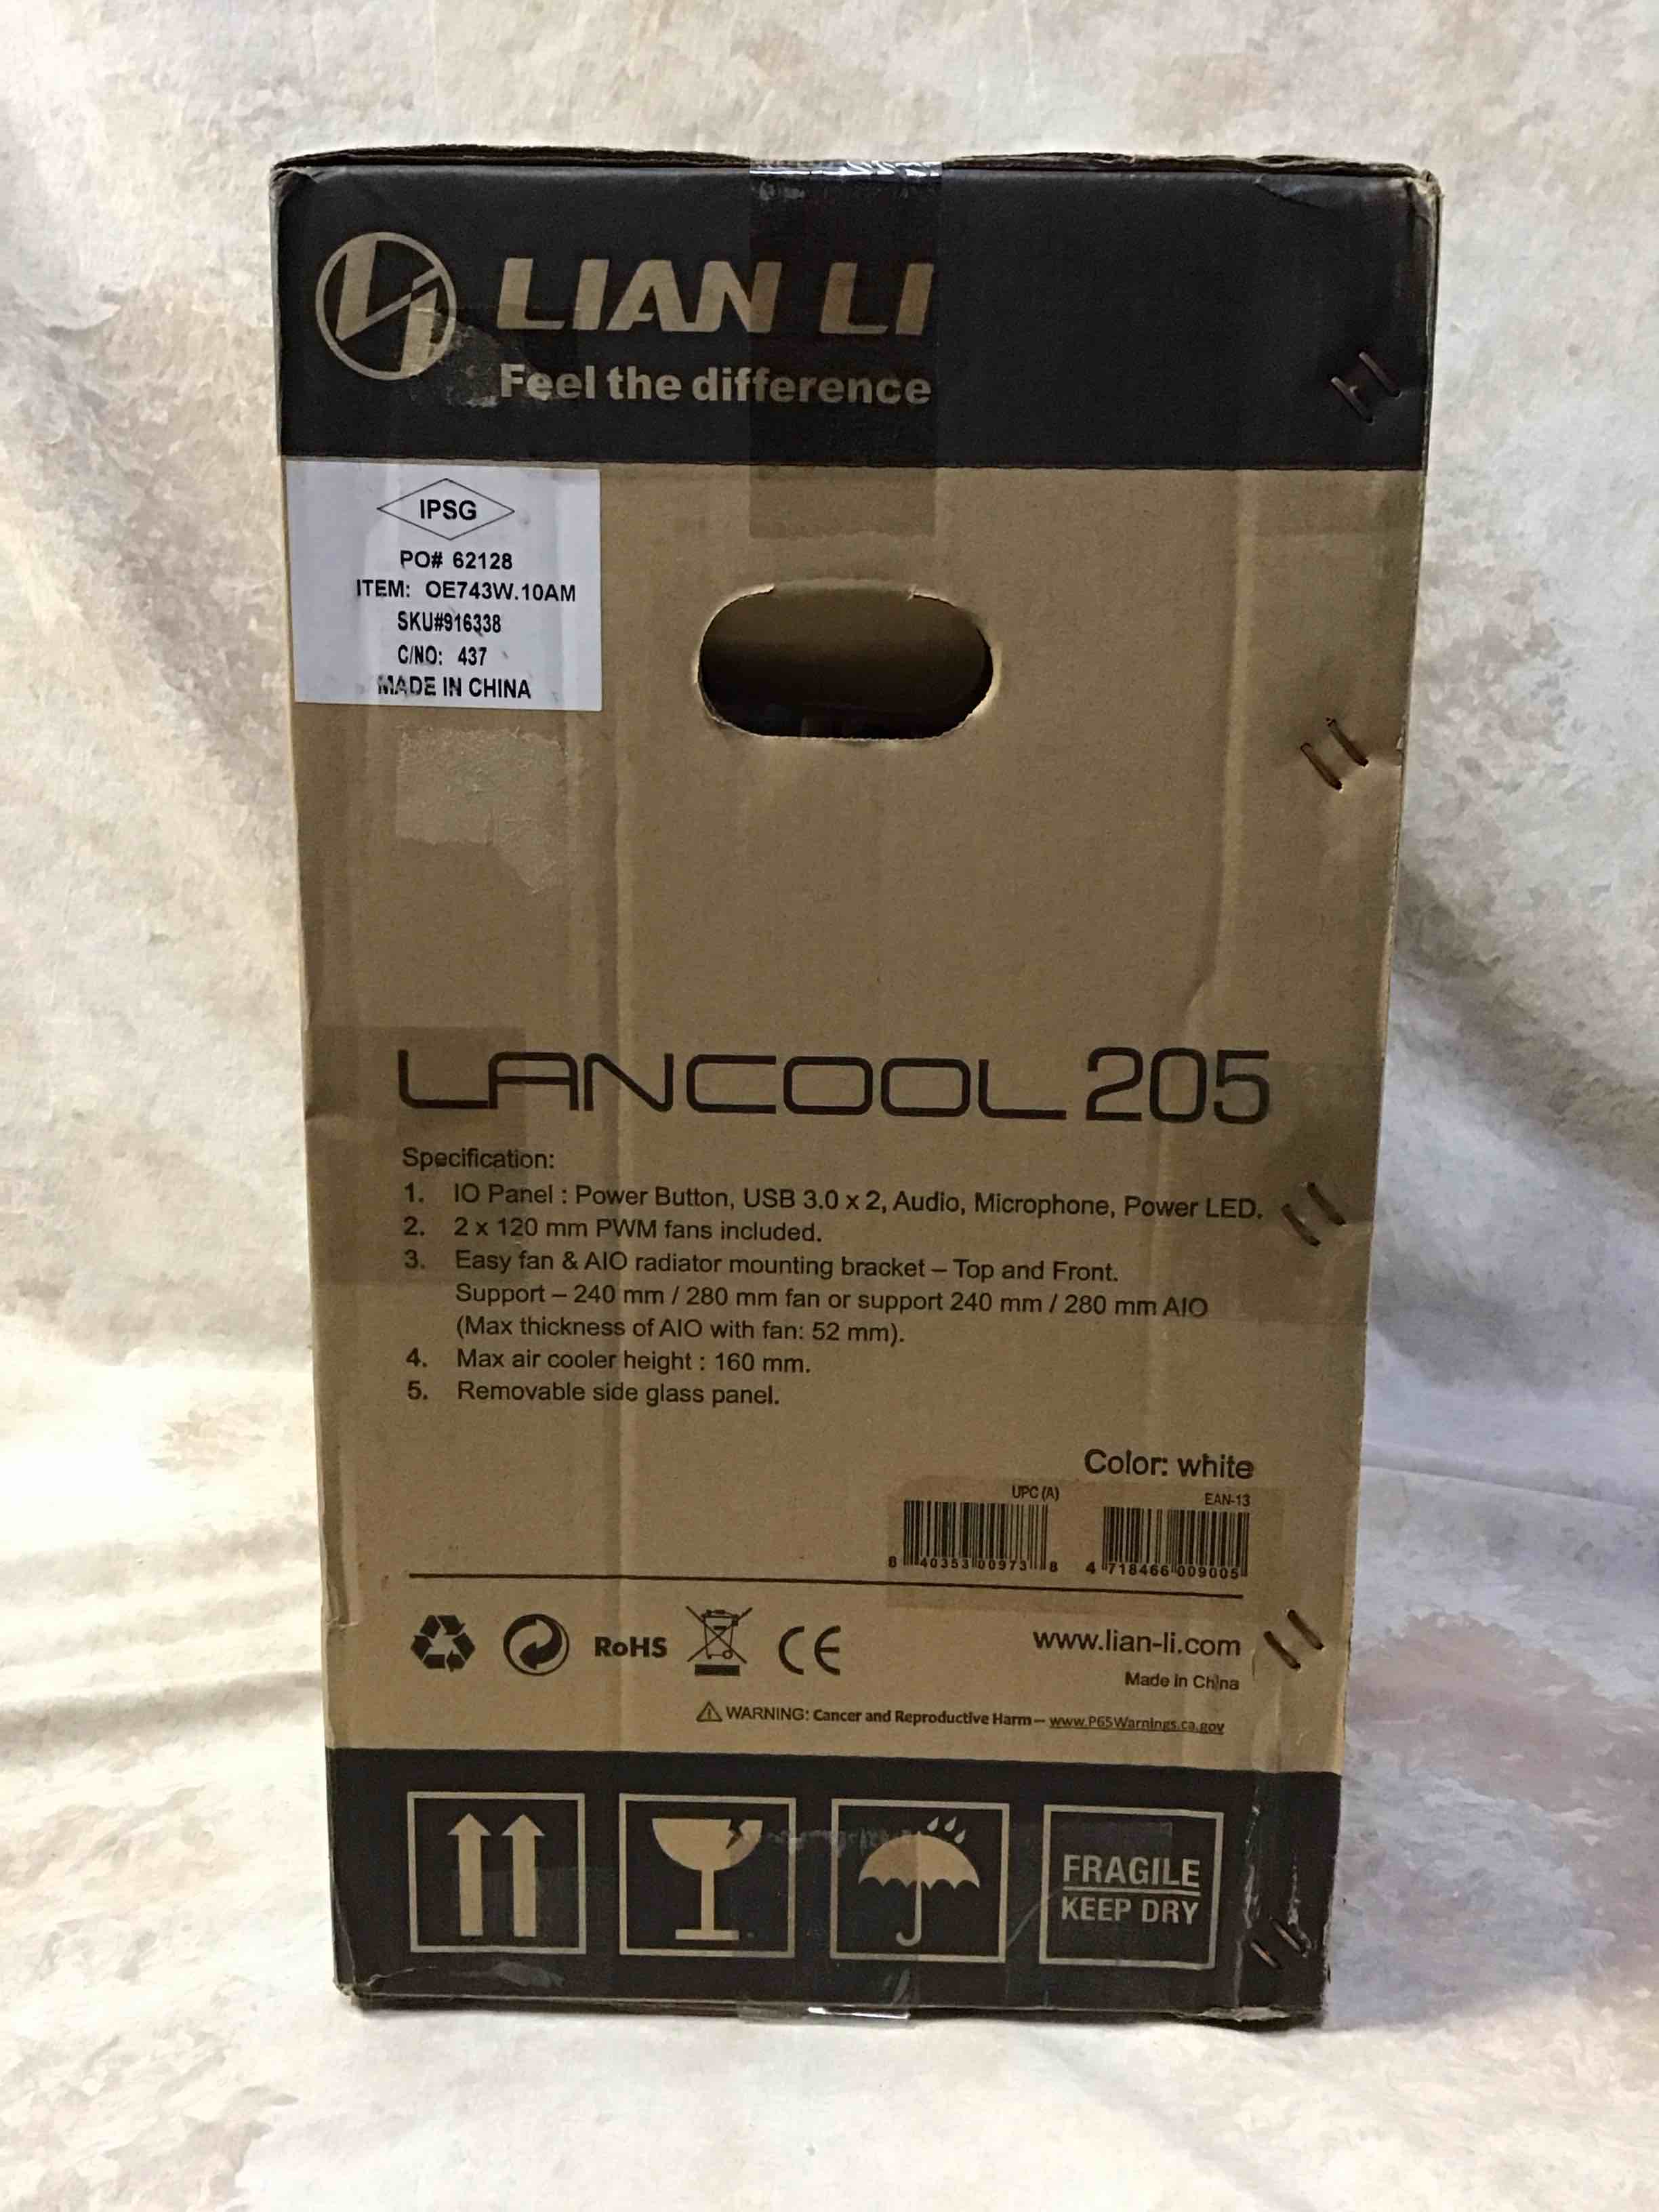 LIAN LI
Feel the difference
IPSG
PO# 62128
ITEM: OE743W.10AM
SKU#916338
C/NO: 437
MADE IN CHINA
LANCOOL 205
Specification:
1. IO Panel : Power Button, USB 3.0 x 2, Audio, Microphone, Power LED.
2. 2 x 120 mm PWM fans included.
3. Easy fan & AIO radiator mounting bracket – Top and Front.
Support – 240 mm / 280 mm fan or support 240 mm / 280 mm AIO
(Max thickness of AIO with fan: 52 mm).
4. Max air cooler height : 160 mm.
5. Removable side glass panel.
Color: white
UPC (A) EAN-13
8 40353 00973 8 4 718466 009005
RoHS CE www.lian-li.com
Made In China
WARNING: Cancer and Reproductive Harm – www.P65Warnings.ca.gov
FRAGILE
KEEP DRY